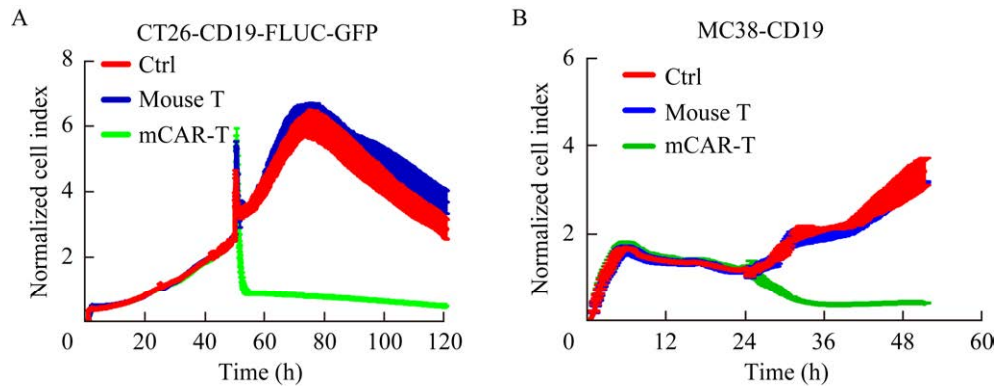 A
CT26-CD19-FLUC-GFP
Normalized cell index
8
6
4
2
0
Ctrl
Mouse T
mCAR-T
0 20 40 60 80 100 120
Time (h)
B
MC38-CD19
Normalized cell index
6
4
2
0
Ctrl
Mouse T
mCAR-T
12 24 36 48 60
Time (h)